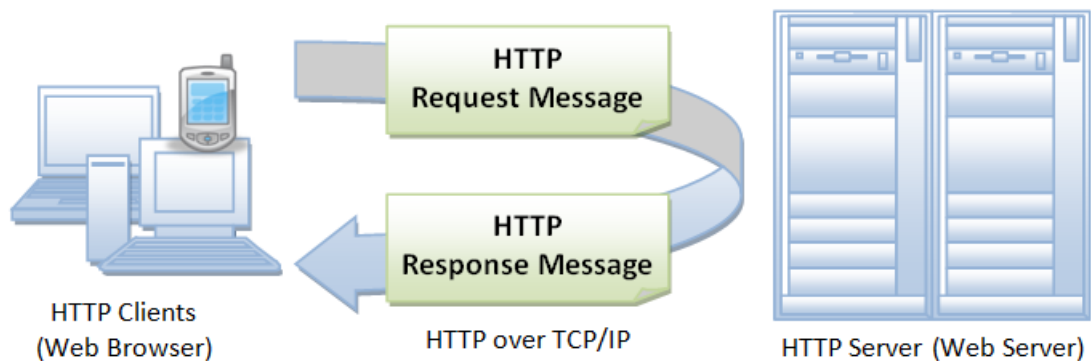 HTTP
Request Message
HTTP
Response Message
HTTP Clients
(Web Browser)
HTTP over TCP/IP
HTTP Server (Web Server)